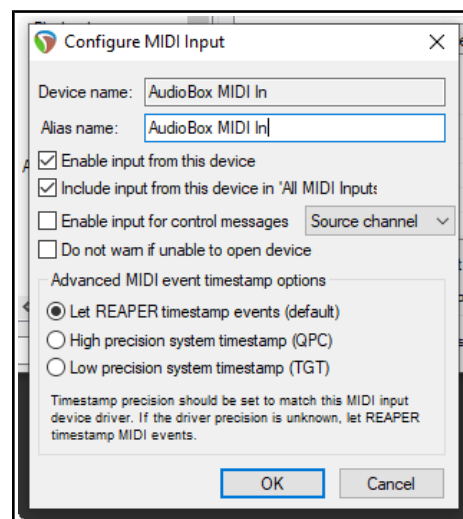 Configure MIDI Input
Device name: AudioBox MIDI In
Alias name: AudioBox MIDI In
Enable input from this device
Include input from this device in 'All MIDI Inputs
Enable input for control messages Source channel
Do not warn if unable to open device
Advanced MIDI event timestamp options
Let REAPER timestamp events (default)
High precision system timestamp (QPC)
Low precision system timestamp (TGT)
Timestamp precision should be set to match this MIDI input
device driver. If the driver precision is unknown, let REAPER
timestamp MIDI events.
OK Cancel